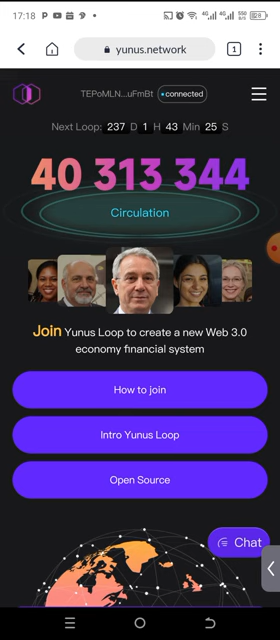 17:18
yunus.network
1
TEPoMLN...uFmBt connected
Next Loop: 237 D 1 H 43 Min 25 S
40 313 344
Circulation
Join Yunus Loop to create a new Web 3.0
economy financial system
How to join
Intro Yunus Loop
Open Source
Chat